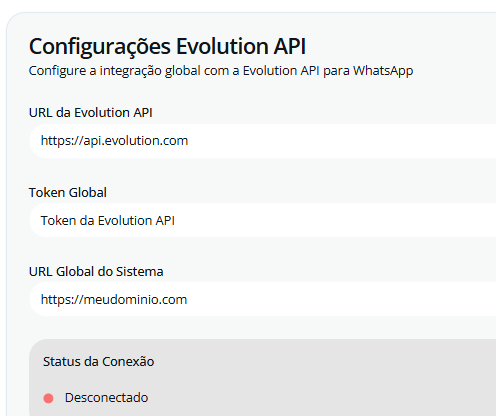 Configurações Evolution API
Configure a integração global com a Evolution API para WhatsApp
URL da Evolution API
https://api.evolution.com
Token Global
Token da Evolution API
URL Global do Sistema
https://meudominio.com
Status da Conexão
Desconectado